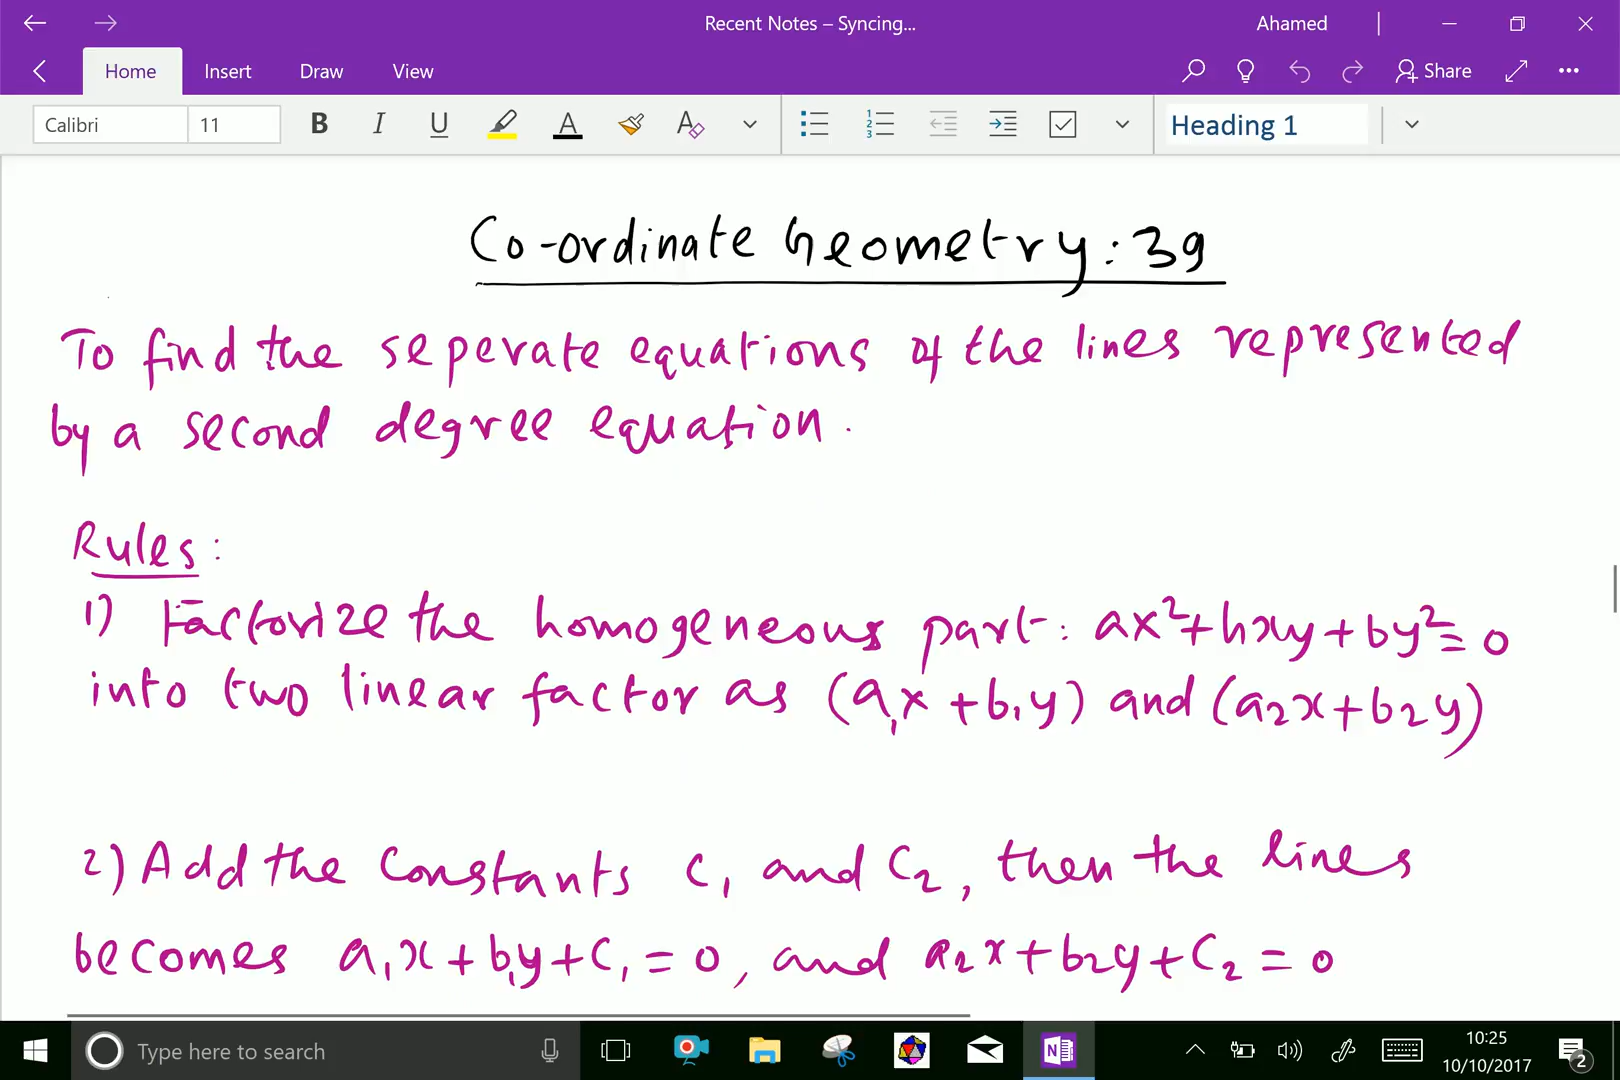 Recent Notes – Syncing...
Ahamed
Home Insert Draw View
Share
Calibri 11 B I U A A Heading 1
Co-ordinate Geometry: 39
To find the seperate equations of the lines represented
by a second degree equation.
Rules:
1) Factorize the homogeneous part: ax²+hxy+by²=0
into two linear factor as (a₁x+b₁y) and (a₂x+b₂y)
2) Add the constants C₁ and C₂, then the lines
becomes a₁x+b₁y+C₁=0, and a₂x+b₂y+C₂=0
Type here to search
N
10:25
10/10/2017
2